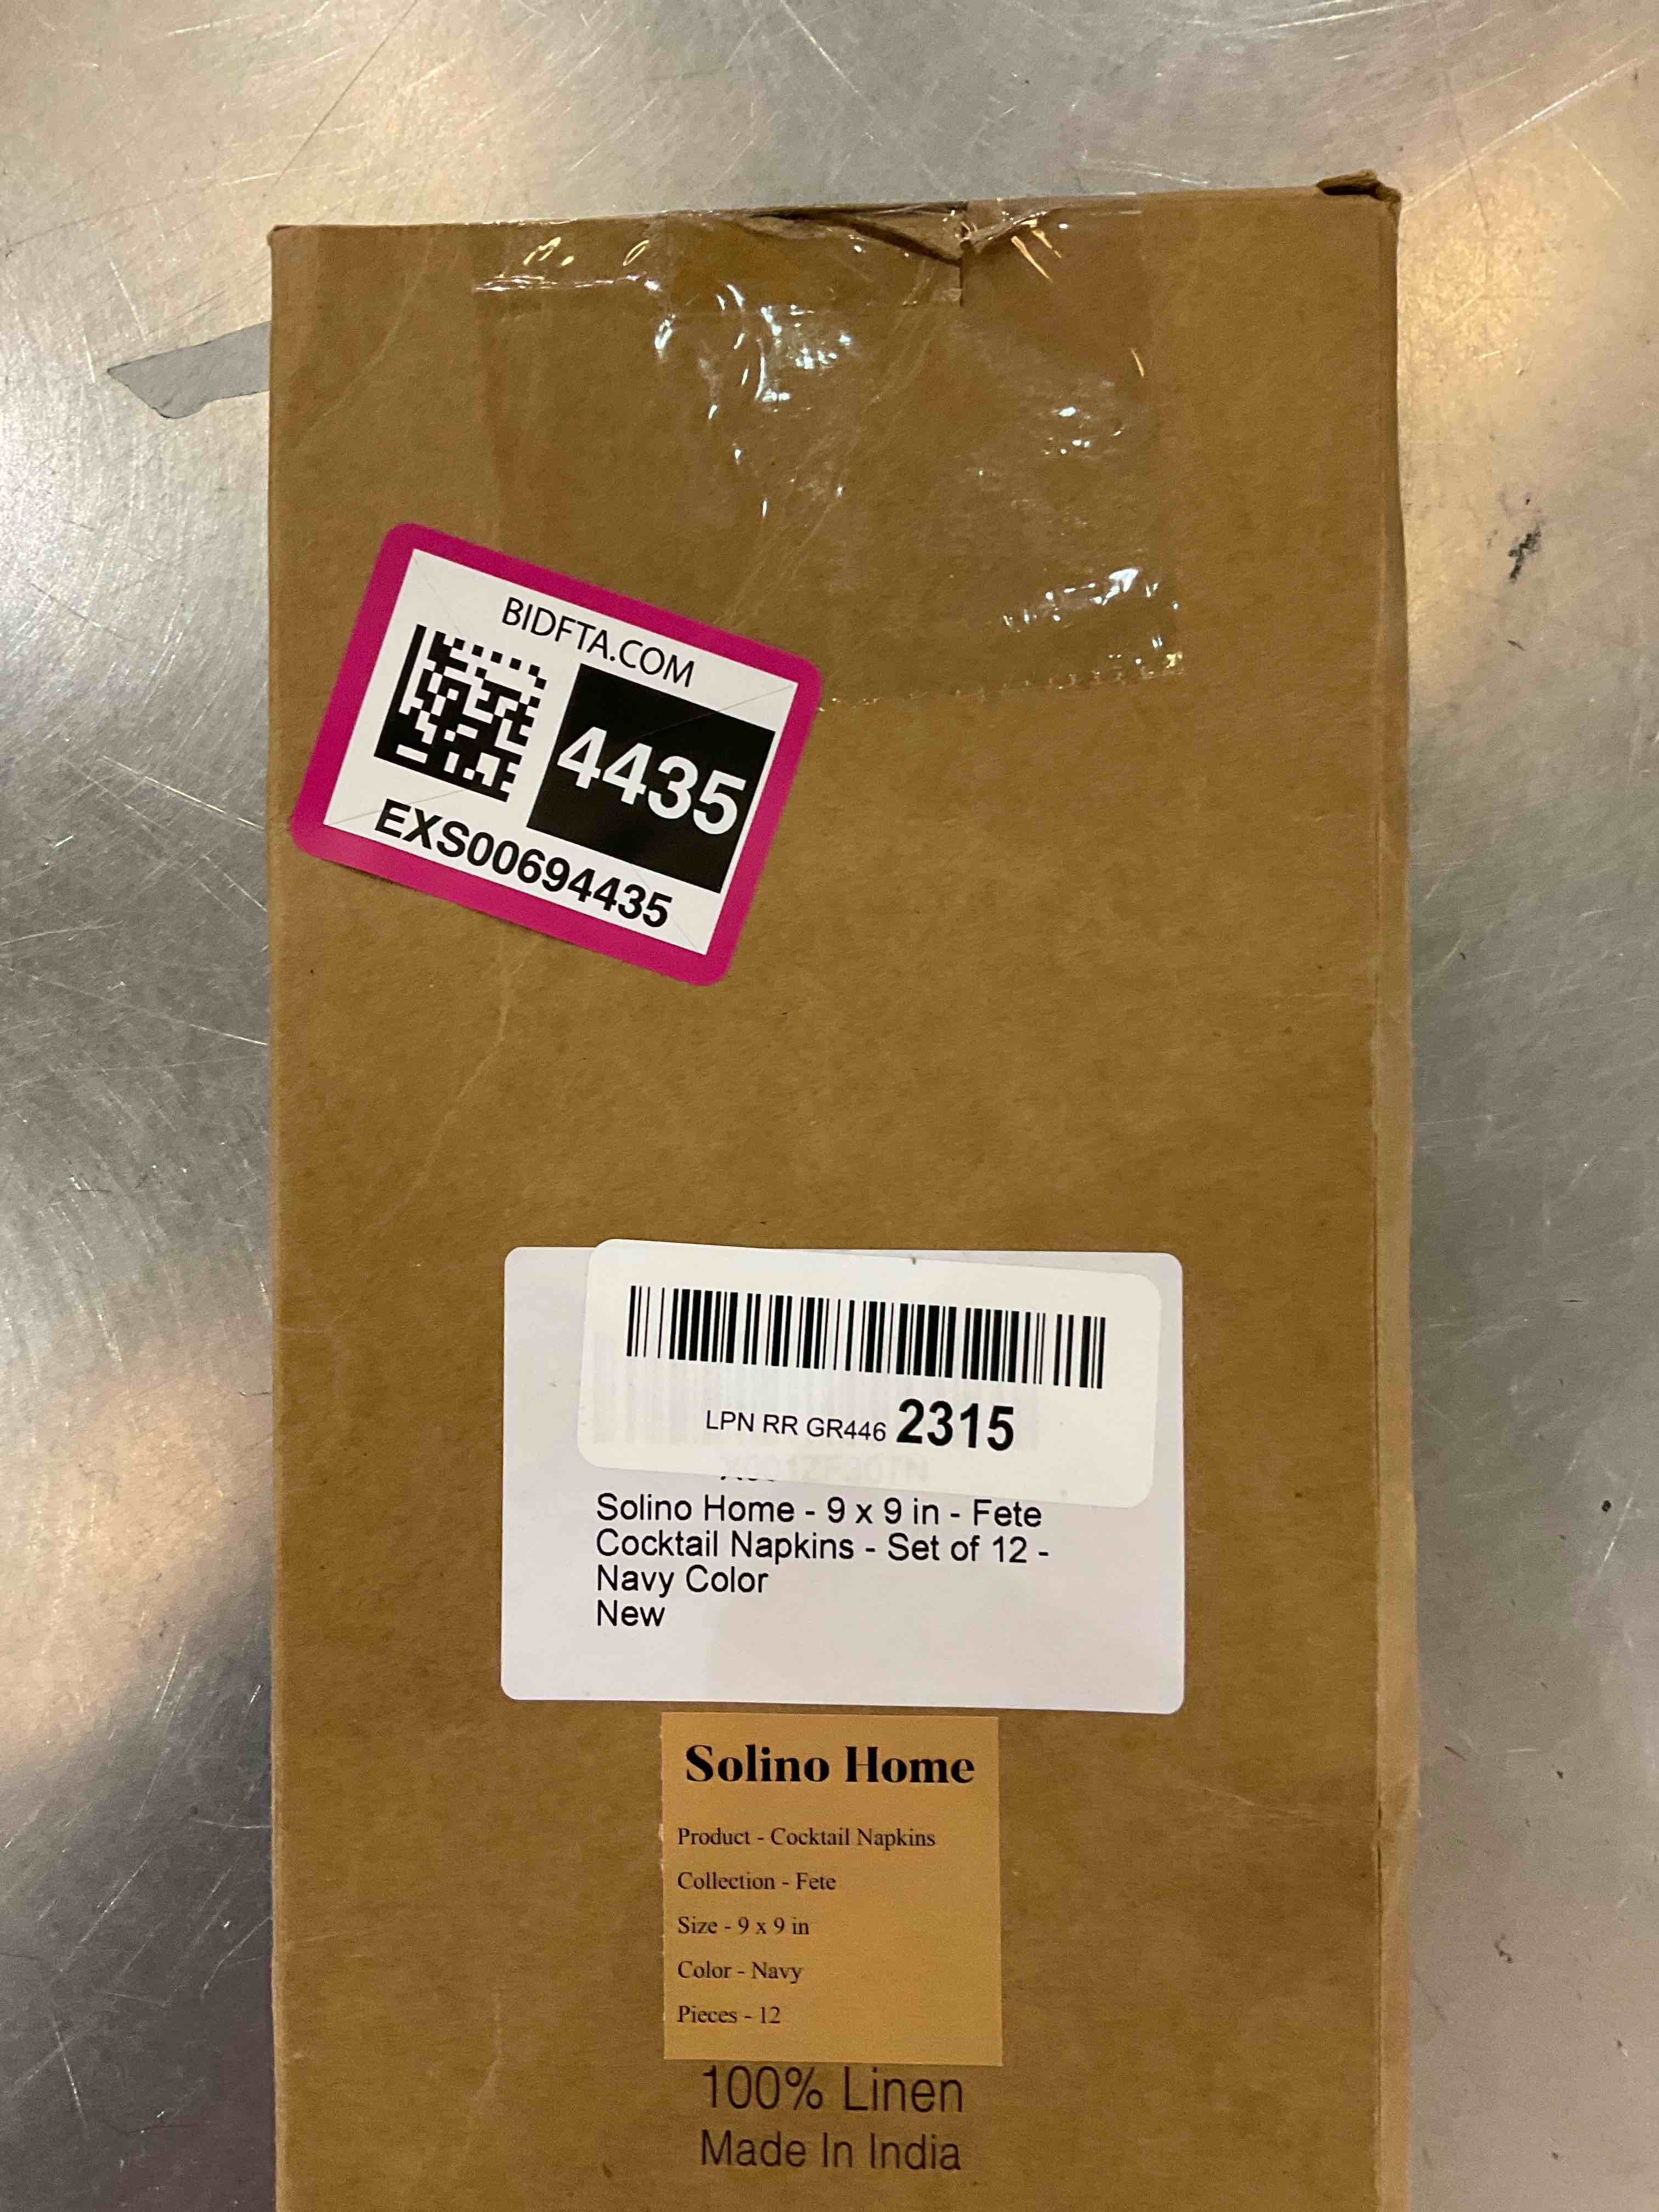 BIDFTA.COM
4435
EXS00694435
LPN RR GR446 2315
Solino Home - 9 x 9 in - Fete
Cocktail Napkins - Set of 12 -
Navy Color
New
Solino Home
Product - Cocktail Napkins
Collection - Fete
Size - 9 x 9 in
Color - Navy
Pieces - 12
100% Linen
Made In India